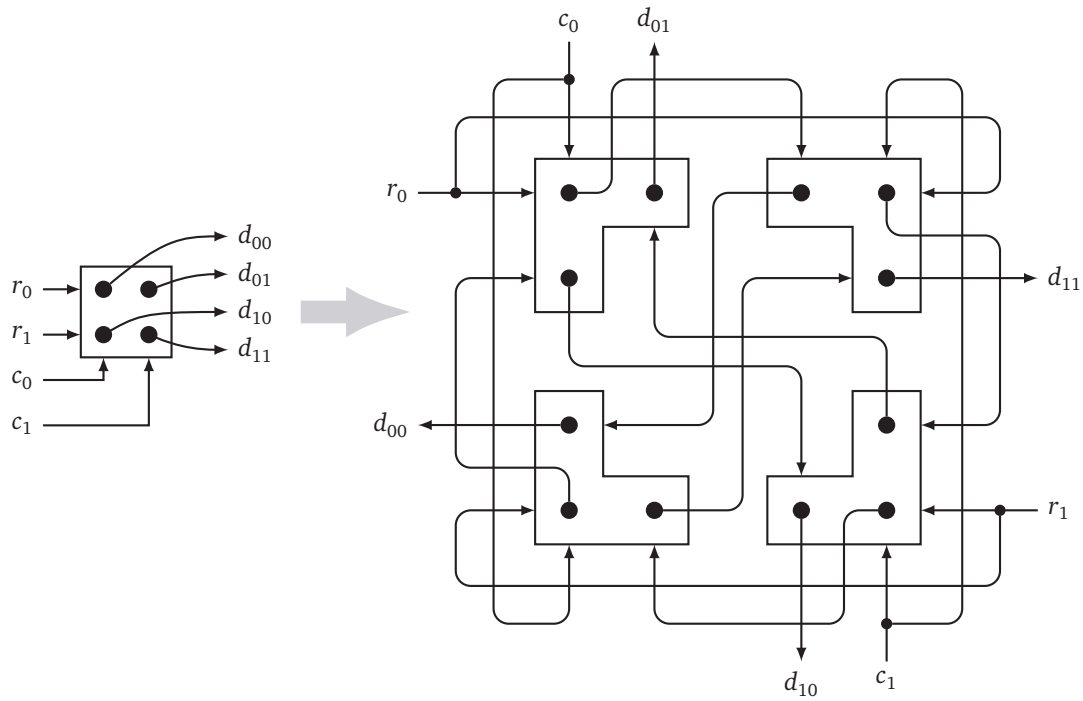 c₀ d₀₁
r₀
d₀₀
r₀ d₀₁
r₁ d₁₀
d₁₁
d₁₁
c₀
c₁
d₀₀
r₁
d₁₀ c₁